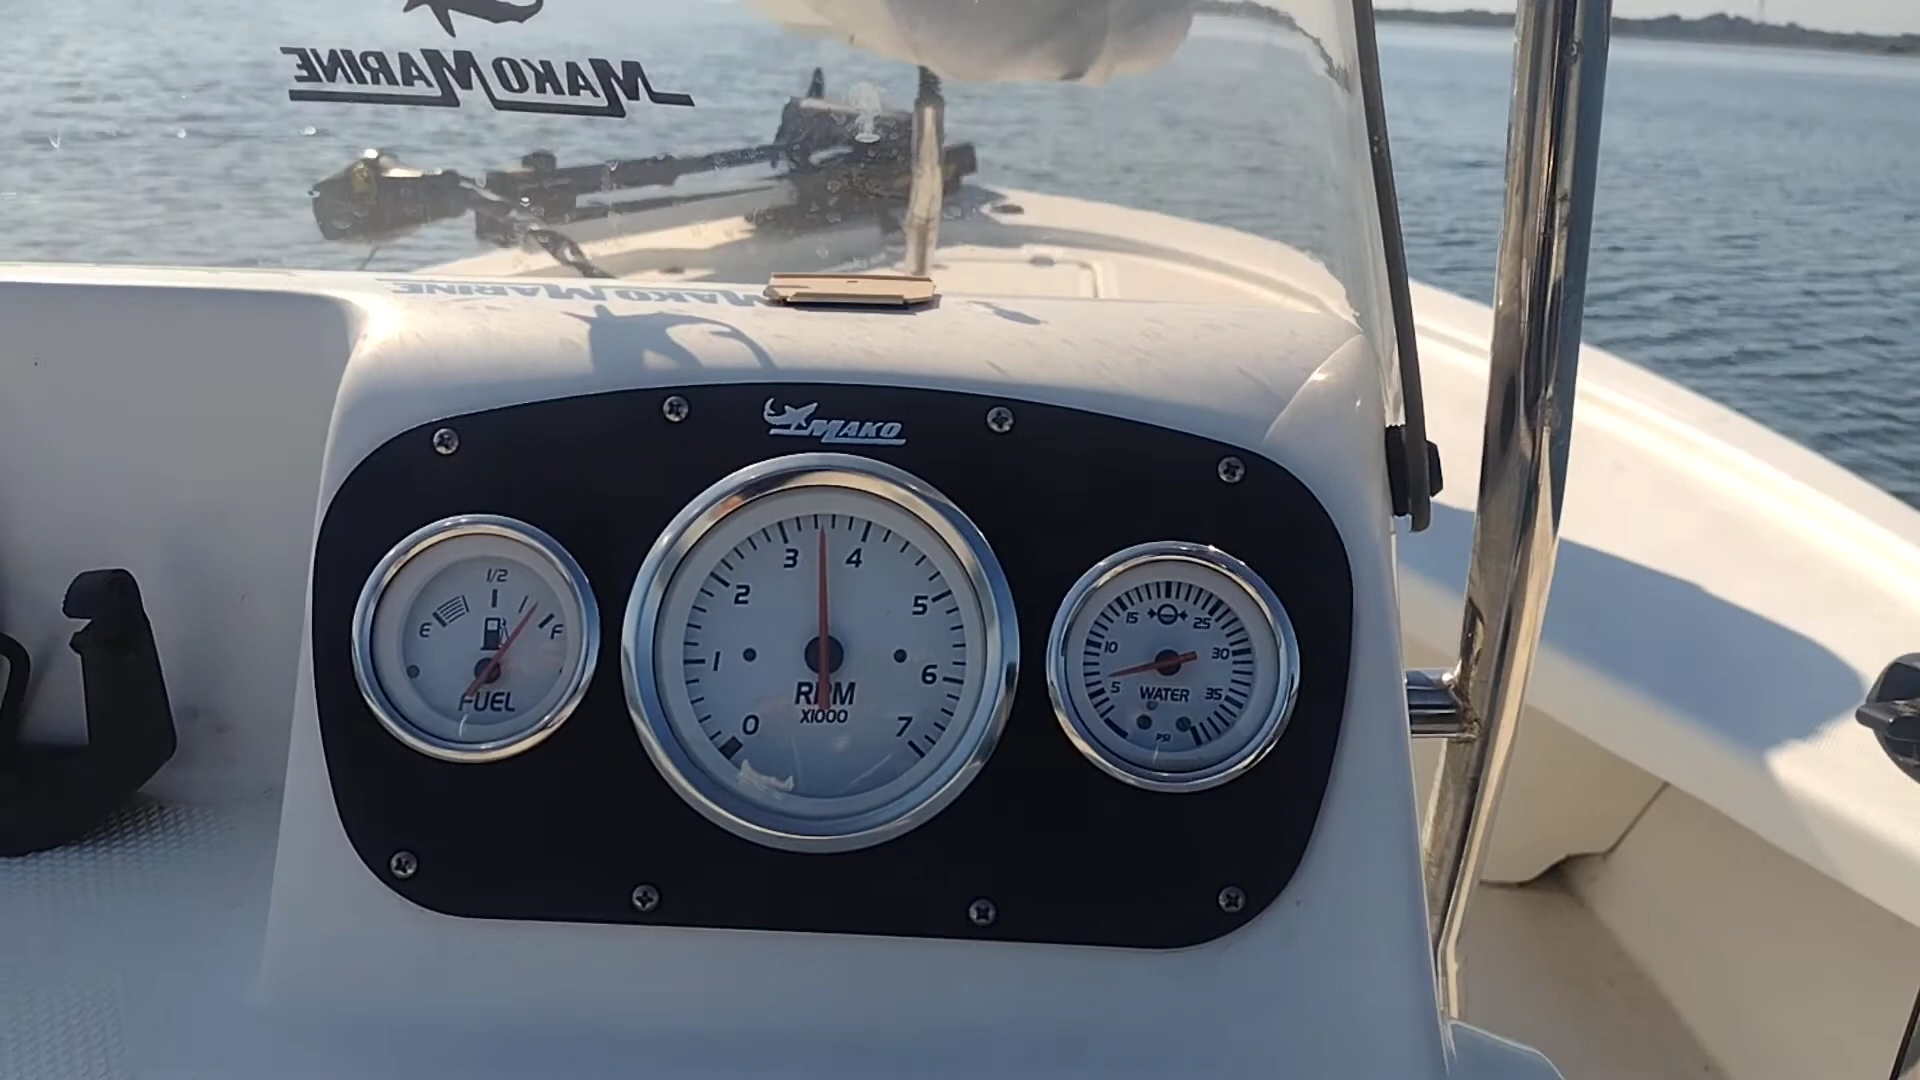 MAKO MARINE
MAKO MARINE
MAKO
E 1/2 F
FUEL
0 1 2 3 4 5 6 7
RPM
X1000
5 10 15 25 30 35
WATER
PSI